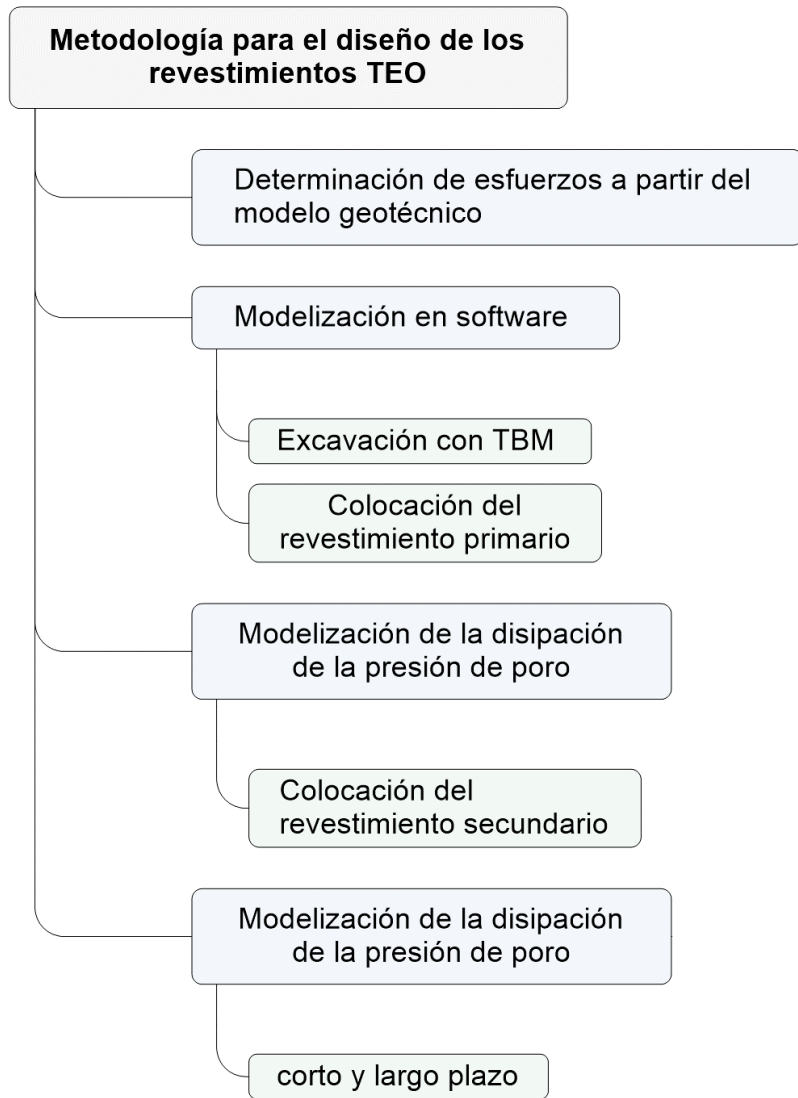 Metodología para el diseño de los
revestimientos TEO
Determinación de esfuerzos a partir del
modelo geotécnico
Modelización en software
Excavación con TBM
Colocación del
revestimiento primario
Modelización de la disipación
de la presión de poro
Colocación del
revestimiento secundario
Modelización de la disipación
de la presión de poro
corto y largo plazo